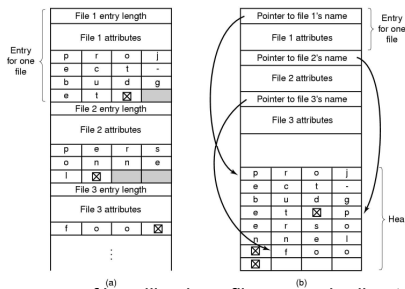 Entry
for one
file
File 1 entry length
File 1 attributes
p r o j
e c t -
b u d g
e t ⊠
File 2 entry length
File 2 attributes
p e r s
o n n e
l ⊠
File 3 entry length
File 3 attributes
f o o ⊠
⋮
(a)
Pointer to file 1's name
File 1 attributes
Pointer to file 2's name
File 2 attributes
Pointer to file 3's name
File 3 attributes
Entry
for one
file
p r o j
e c t -
b u d g
e t ⊠ p
e r s o
n n e l
⊠ f o o
⊠
Hea
(b)